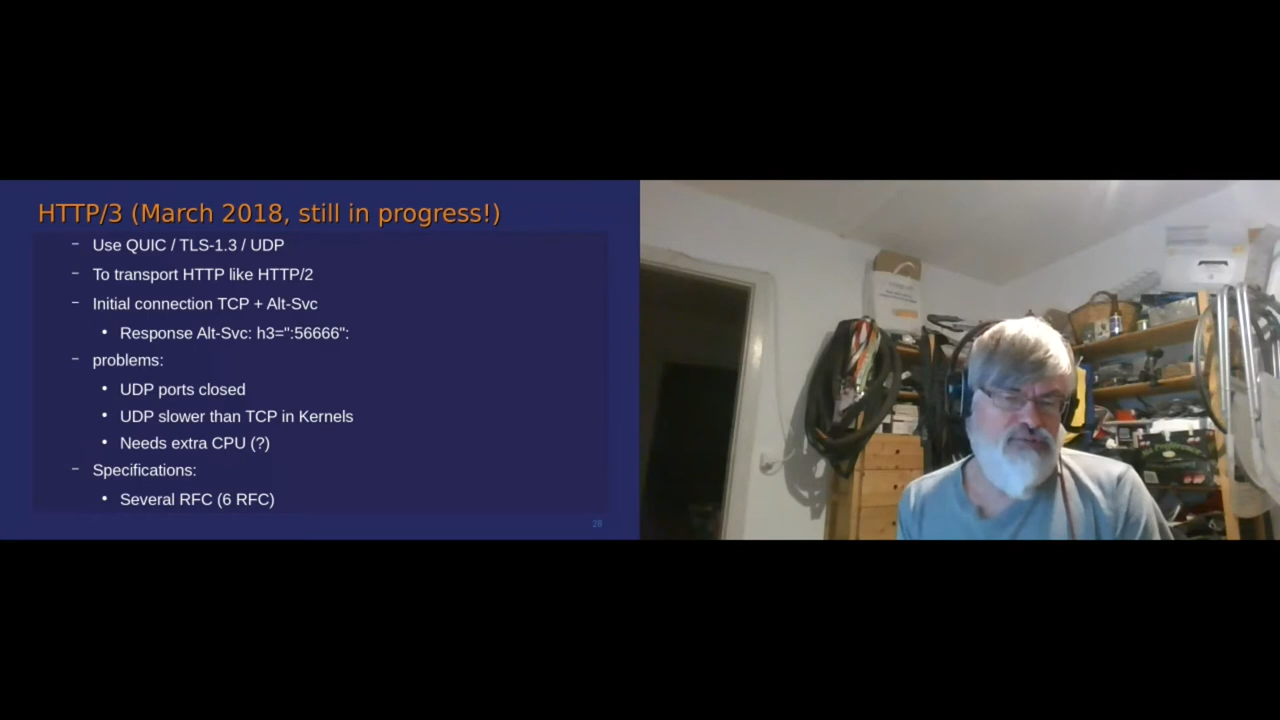 HTTP/3 (March 2018, still in progress!)
– Use QUIC / TLS-1.3 / UDP
– To transport HTTP like HTTP/2
– Initial connection TCP + Alt-Svc
• Response Alt-Svc: h3=":56666":
– problems:
• UDP ports closed
• UDP slower than TCP in Kernels
• Needs extra CPU (?)
– Specifications:
• Several RFC (6 RFC)